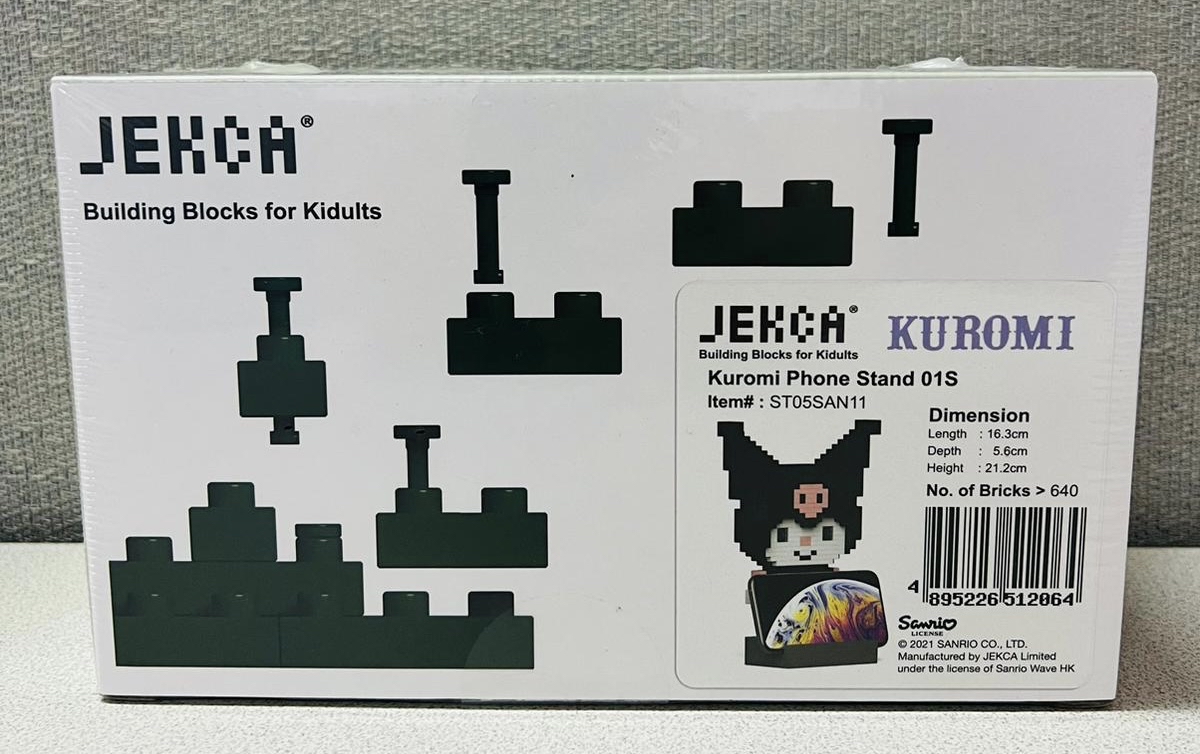 JEKCA®
Building Blocks for Kidults
JEKCA®
Building Blocks for Kidults
KUROMI
Kuromi Phone Stand 01S
Item# : ST05SAN11
Dimension
Length : 16.3cm
Depth : 5.6cm
Height : 21.2cm
No. of Bricks > 640
4 895226 512064
Sanrio
LICENSE
© 2021 SANRIO CO., LTD.
Manufactured by JEKCA Limited
under the license of Sanrio Wave HK